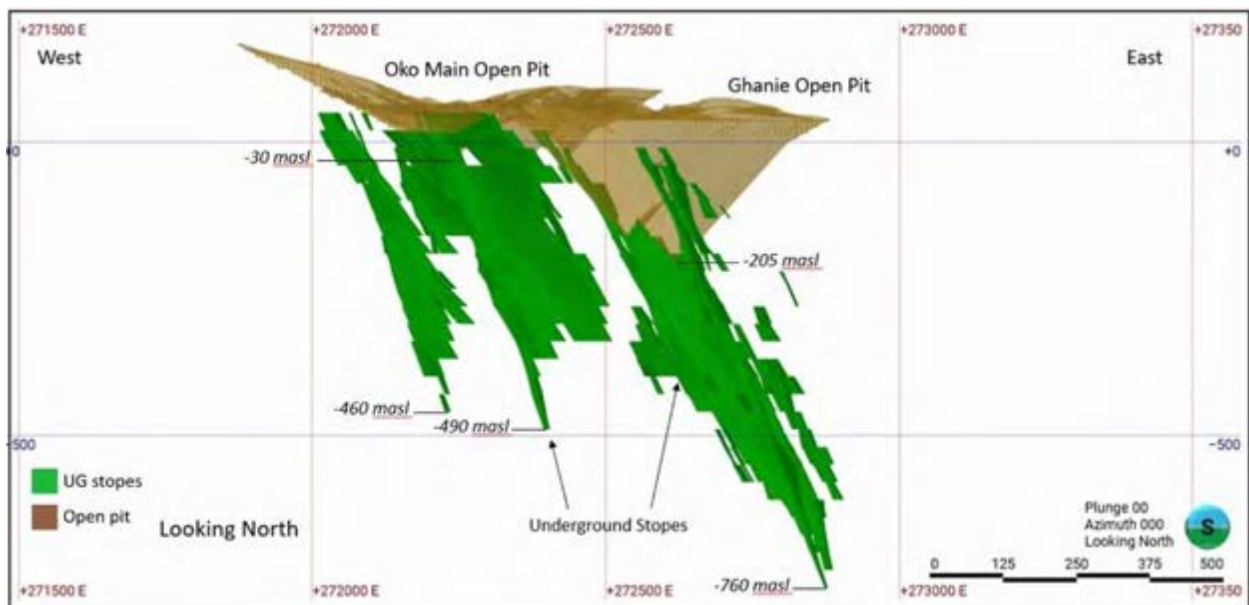 +271500 E
+272000 E
+272500 E
+273000 E
+27350
West
East
Oko Main Open Pit
Ghanie Open Pit
+0
+0
-30 masl
-205 masl
-460 masl
-490 masl
-500
-500
UG stopes
Open pit
Looking North
Underground Stopes
Plunge 00
Azimuth 000
Looking North
S
0 125 250 375 500
-760 masl
+271500 E
+272000 E
+272500 E
+273000 E
+27350